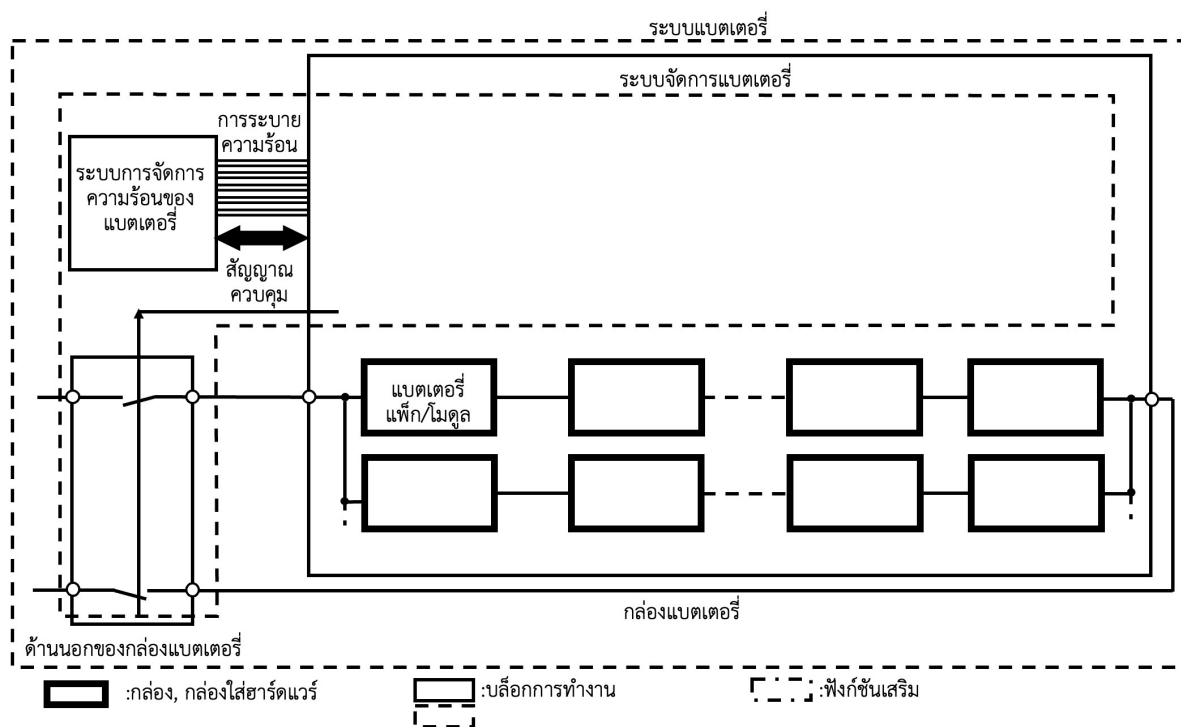 ระบบแบตเตอรี่
ระบบจัดการแบตเตอรี่
การระบาย
ความร้อน
ระบบการจัดการ
ความร้อนของ
แบตเตอรี่
สัญญาณ
ควบคุม
แบตเตอรี่
แพ็ก/โมดูล
กล่องแบตเตอรี่
ด้านนอกของกล่องแบตเตอรี่
:กล่อง, กล่องใส่ฮาร์ดแวร์ :บล็อกการทำงาน :ฟังก์ชันเสริม